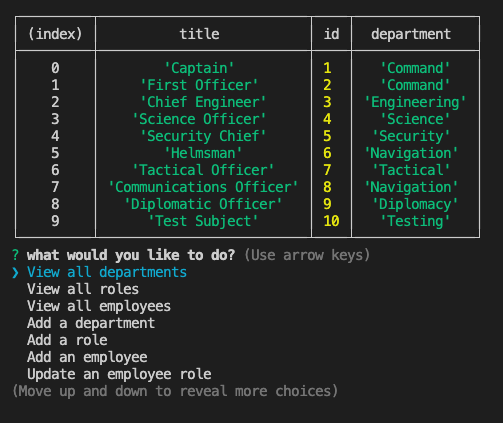 (index) title id department
0 'Captain' 1 'Command'
1 'First Officer' 2 'Command'
2 'Chief Engineer' 3 'Engineering'
3 'Science Officer' 4 'Science'
4 'Security Chief' 5 'Security'
5 'Helmsman' 6 'Navigation'
6 'Tactical Officer' 7 'Tactical'
7 'Communications Officer' 8 'Navigation'
8 'Diplomatic Officer' 9 'Diplomacy'
9 'Test Subject' 10 'Testing'
? what would you like to do? (Use arrow keys)
❯ View all departments
View all roles
View all employees
Add a department
Add a role
Add an employee
Update an employee role
(Move up and down to reveal more choices)